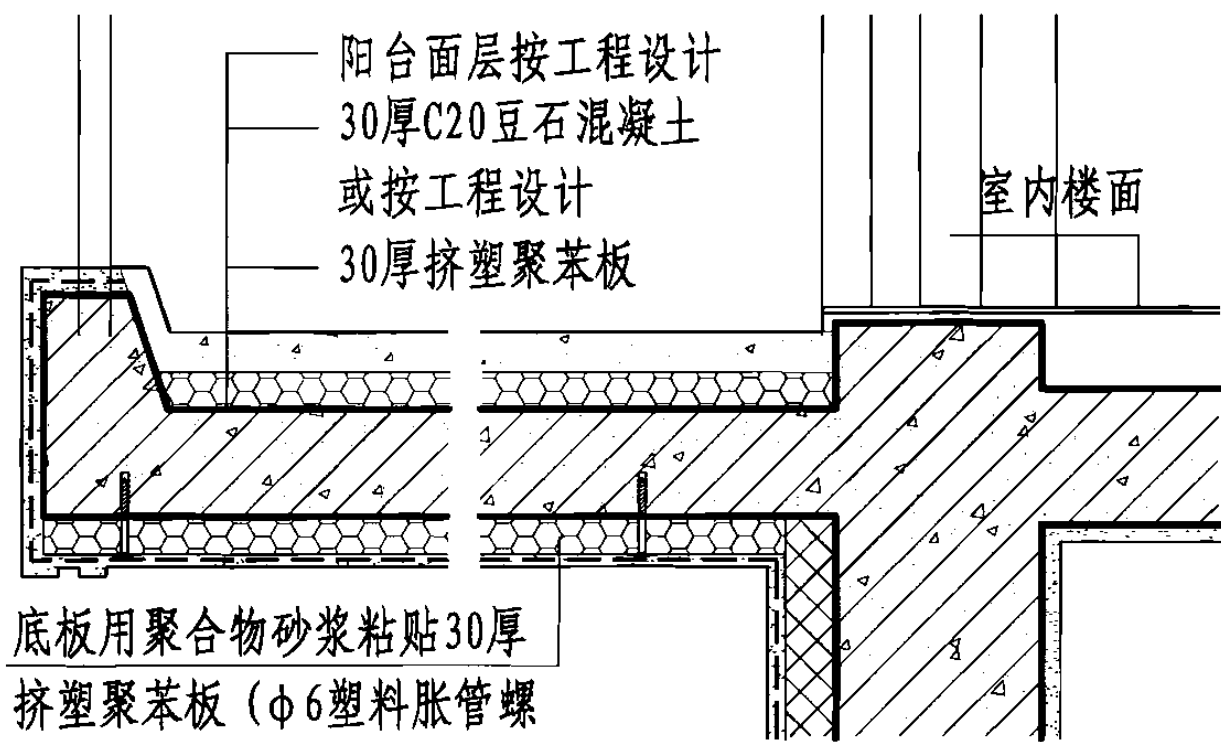 阳台面层按工程设计
30厚C20豆石混凝土
或按工程设计
30厚挤塑聚苯板
室内楼面
底板用聚合物砂浆粘贴30厚
挤塑聚苯板(ф6塑料胀管螺